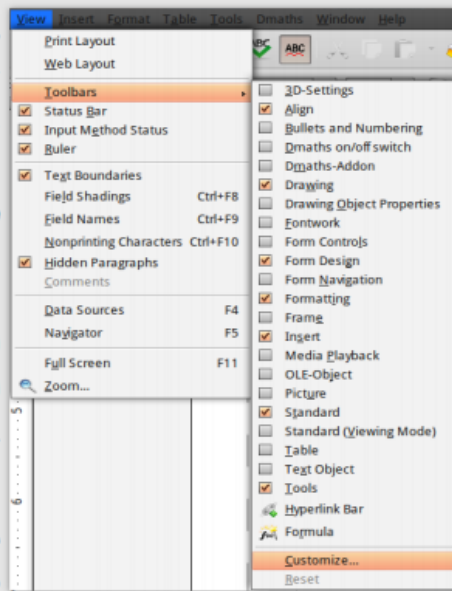 View Insert Format Table Tools Dmaths Window Help
Print Layout
Web Layout
Toolbars
Status Bar
Input Method Status
Ruler
Text Boundaries
Field Shadings Ctrl+F8
Field Names Ctrl+F9
Nonprinting Characters Ctrl+F10
Hidden Paragraphs
Comments
Data Sources F4
Navigator F5
Full Screen F11
Zoom...
ABC
ABC
3D-Settings
Align
Bullets and Numbering
Dmaths on/off switch
Dmaths-Addon
Drawing
Drawing Object Properties
Fontwork
Form Controls
Form Design
Form Navigation
Formatting
Frame
Insert
Media Playback
OLE-Object
Picture
Standard
Standard (Viewing Mode)
Table
Text Object
Tools
Hyperlink Bar
Formula
Customize...
Reset
5
6